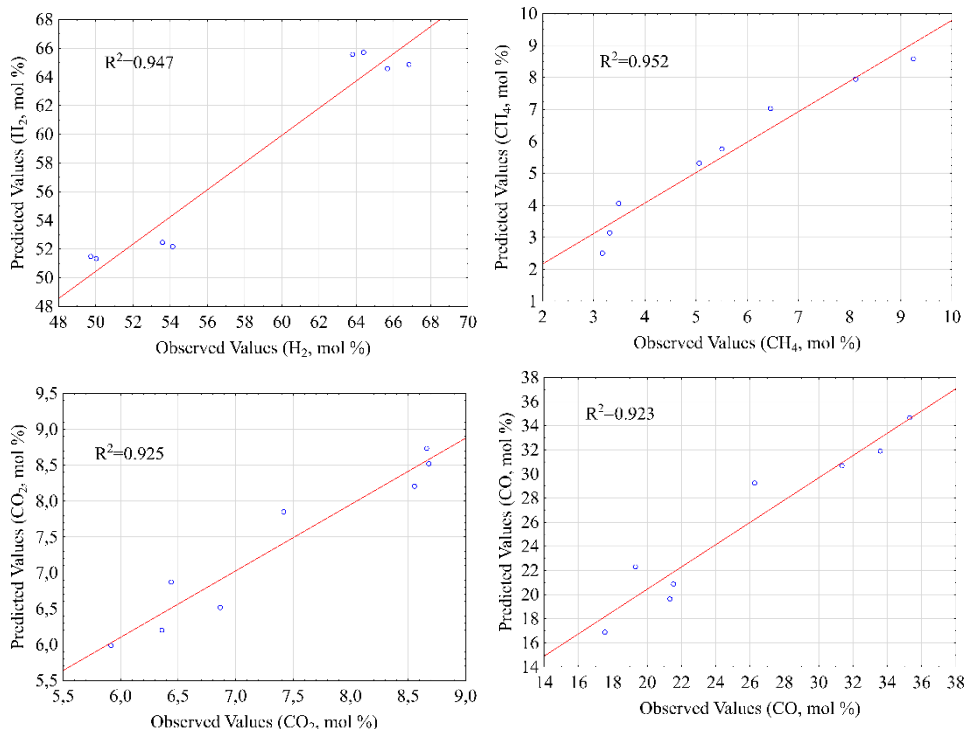 Predicted Values (H₂, mol %)
68
66
64
62
60
58
56
54
52
50
48
R²=0.947
48 50 52 54 56 58 60 62 64 66 68 70
Observed Values (H₂, mol %)
Predicted Values (CH₄, mol %)
10
9
8
7
6
5
4
3
2
1
R²=0.952
2 3 4 5 6 7 8 9 10
Observed Values (CH₄, mol %)
Predicted Values (CO₂, mol %)
9,5
9,0
8,5
8,0
7,5
7,0
6,5
6,0
5,5
R²=0.925
5,5 6,0 6,5 7,0 7,5 8,0 8,5 9,0
Observed Values (CO₂, mol %)
Predicted Values (CO, mol %)
38
36
34
32
30
28
26
24
22
20
18
16
14
R²−0.923
14 16 18 20 22 24 26 28 30 32 34 36 38
Observed Values (CO, mol %)